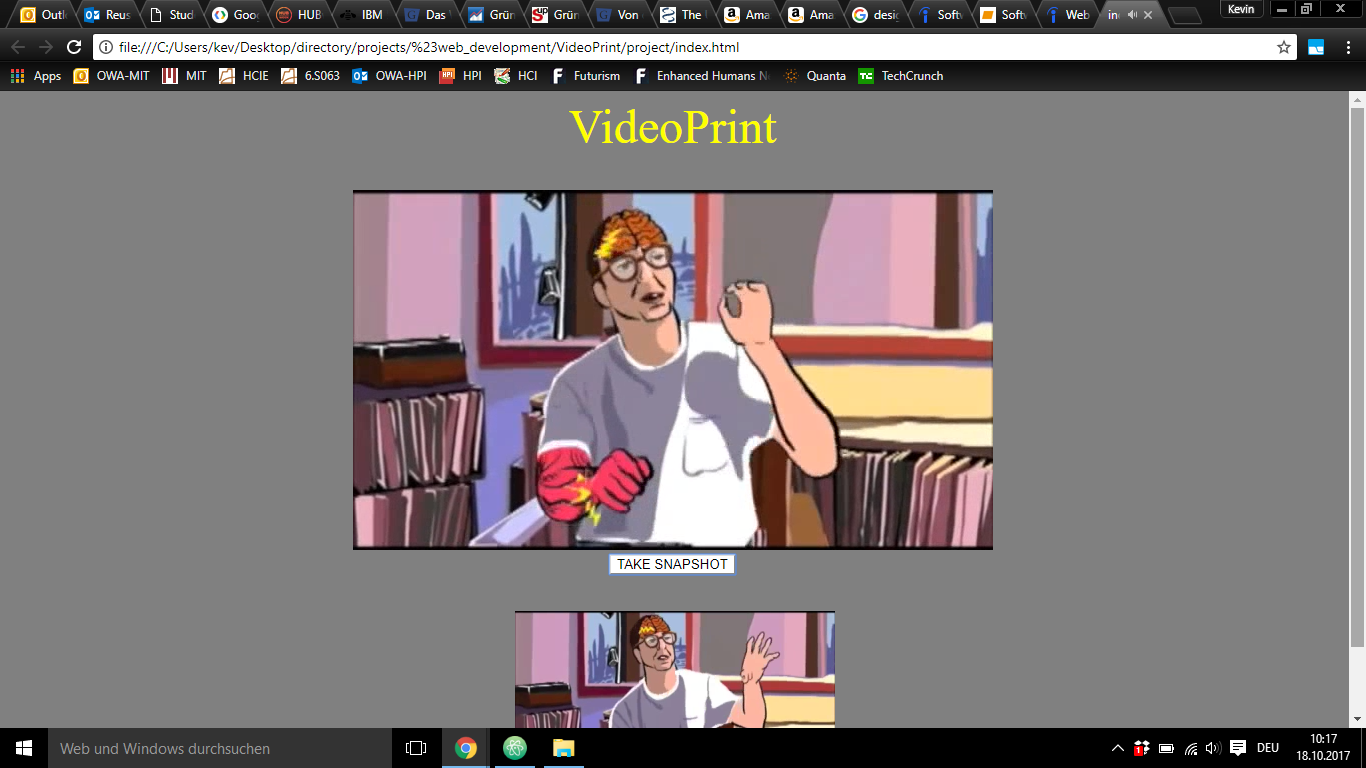 Outl Reus Stud Goo HUB IBM Das Grün Grün Von The Ama Ama desig Softv Softv Web in Kevin
file:///C:/Users/kev/Desktop/directory/projects/%23web_development/VideoPrint/project/index.html
Apps OWA-MIT MIT HCIE 6.S063 OWA-HPI HPI HCI Futurism Enhanced Humans N Quanta TechCrunch
VideoPrint
TAKE SNAPSHOT
Web und Windows durchsuchen
DEU
10:17
18.10.2017